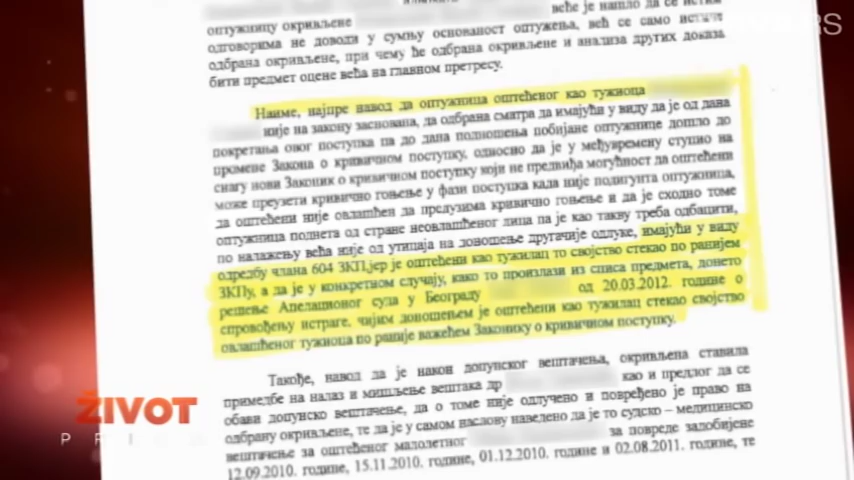 веће је нашло да се истим
оптужницу окривљене
одговорима не доводи у сумњу основаност оптужења, већ се само истиче
одбрана окривљене, при чему ће одбрана окривљене и анализа других доказа
бити предмет оцене већа на главном претресу.
Наиме, најпре навод да оптужница оштећеног као тужиоца
није на закону заснована, да одбрана сматра да имајући у виду да је од дана
покретања овог поступка па до дана подношења побијане оптужнице дошло до
промене Закона о кривичном поступку, односно да је у међувремену ступио на
снагу нови Законик о кривичном поступку који не предвиђа могућност да оштећени
може преузети кривично гоњење у фази поступка када није подигнута оптужница,
да оштећени није овлашћен да предузима кривично гоњење и да је сходно томе
оптужница поднета од стране неовлашћеног лица па је као такву треба одбацити,
по налажењу већа није од утицаја на доношење другачије одлуке, имајући у виду
одредбу члана 604 ЗКП,јер је оштећени као тужилац то својство стекао по ранијем
ЗКПу, а да је у конкретном случају, како то произлази из списа предмета, донето
решење Апелационог суда у Београду од 20.03.2012. године о
спровођењу истраге, чијим доношењем је оштећени као тужилац стекао својство
овлашћеног тужиоца по раније важећем Законику о кривичном поступку.
Такође, навод да је након допунског вештачења, окривљена ставила
примедбе на налаз и мишљење вештака др као и предлог да се
обави допунско вештачење, да о томе није одлучено и повређено је право на
одбрану окривљене, те да је у самом наслову наведено да је то судско – медицинско
вештачење за оштећеног малолетног за повреде задобијене
12.09.2010. године, 15.11.2010. године, 01.12.2010. године и 02.08.2011. године, те
ŽIVOT